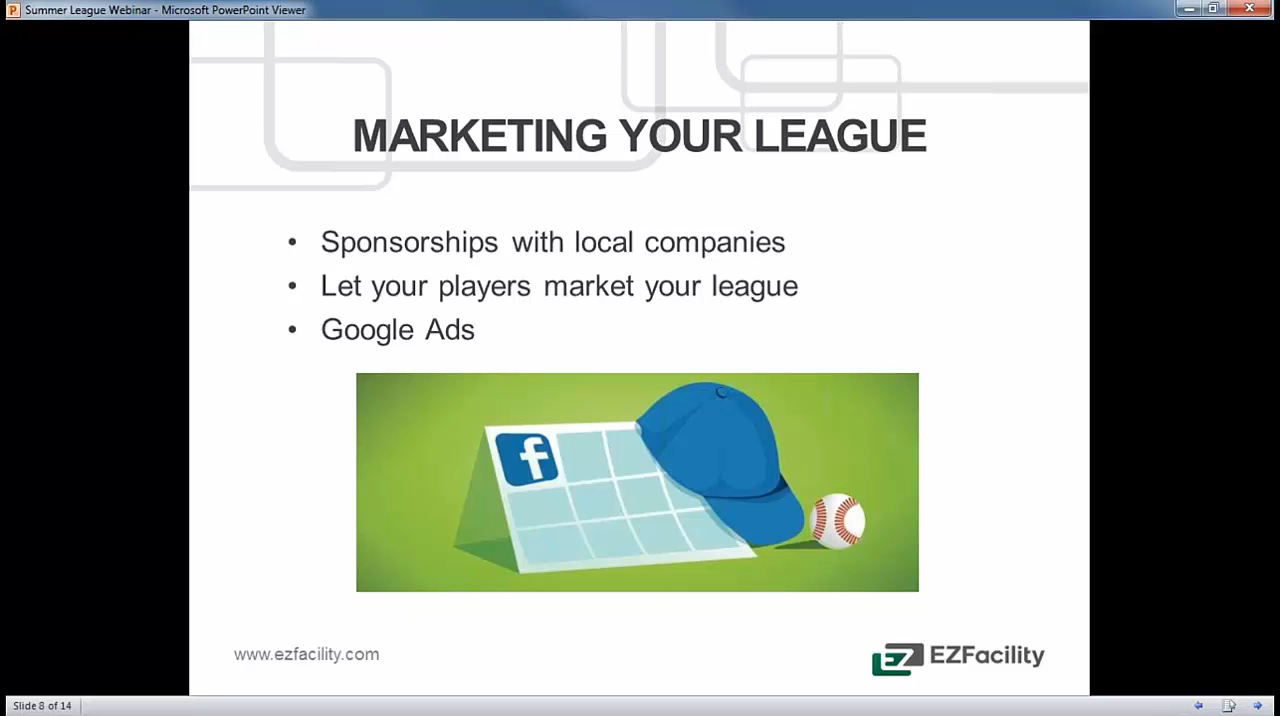 Summer League Webinar - Microsoft PowerPoint Viewer
MARKETING YOUR LEAGUE
• Sponsorships with local companies
• Let your players market your league
• Google Ads
f
www.ezfacility.com
EZ EZFacility
Slide 8 of 14